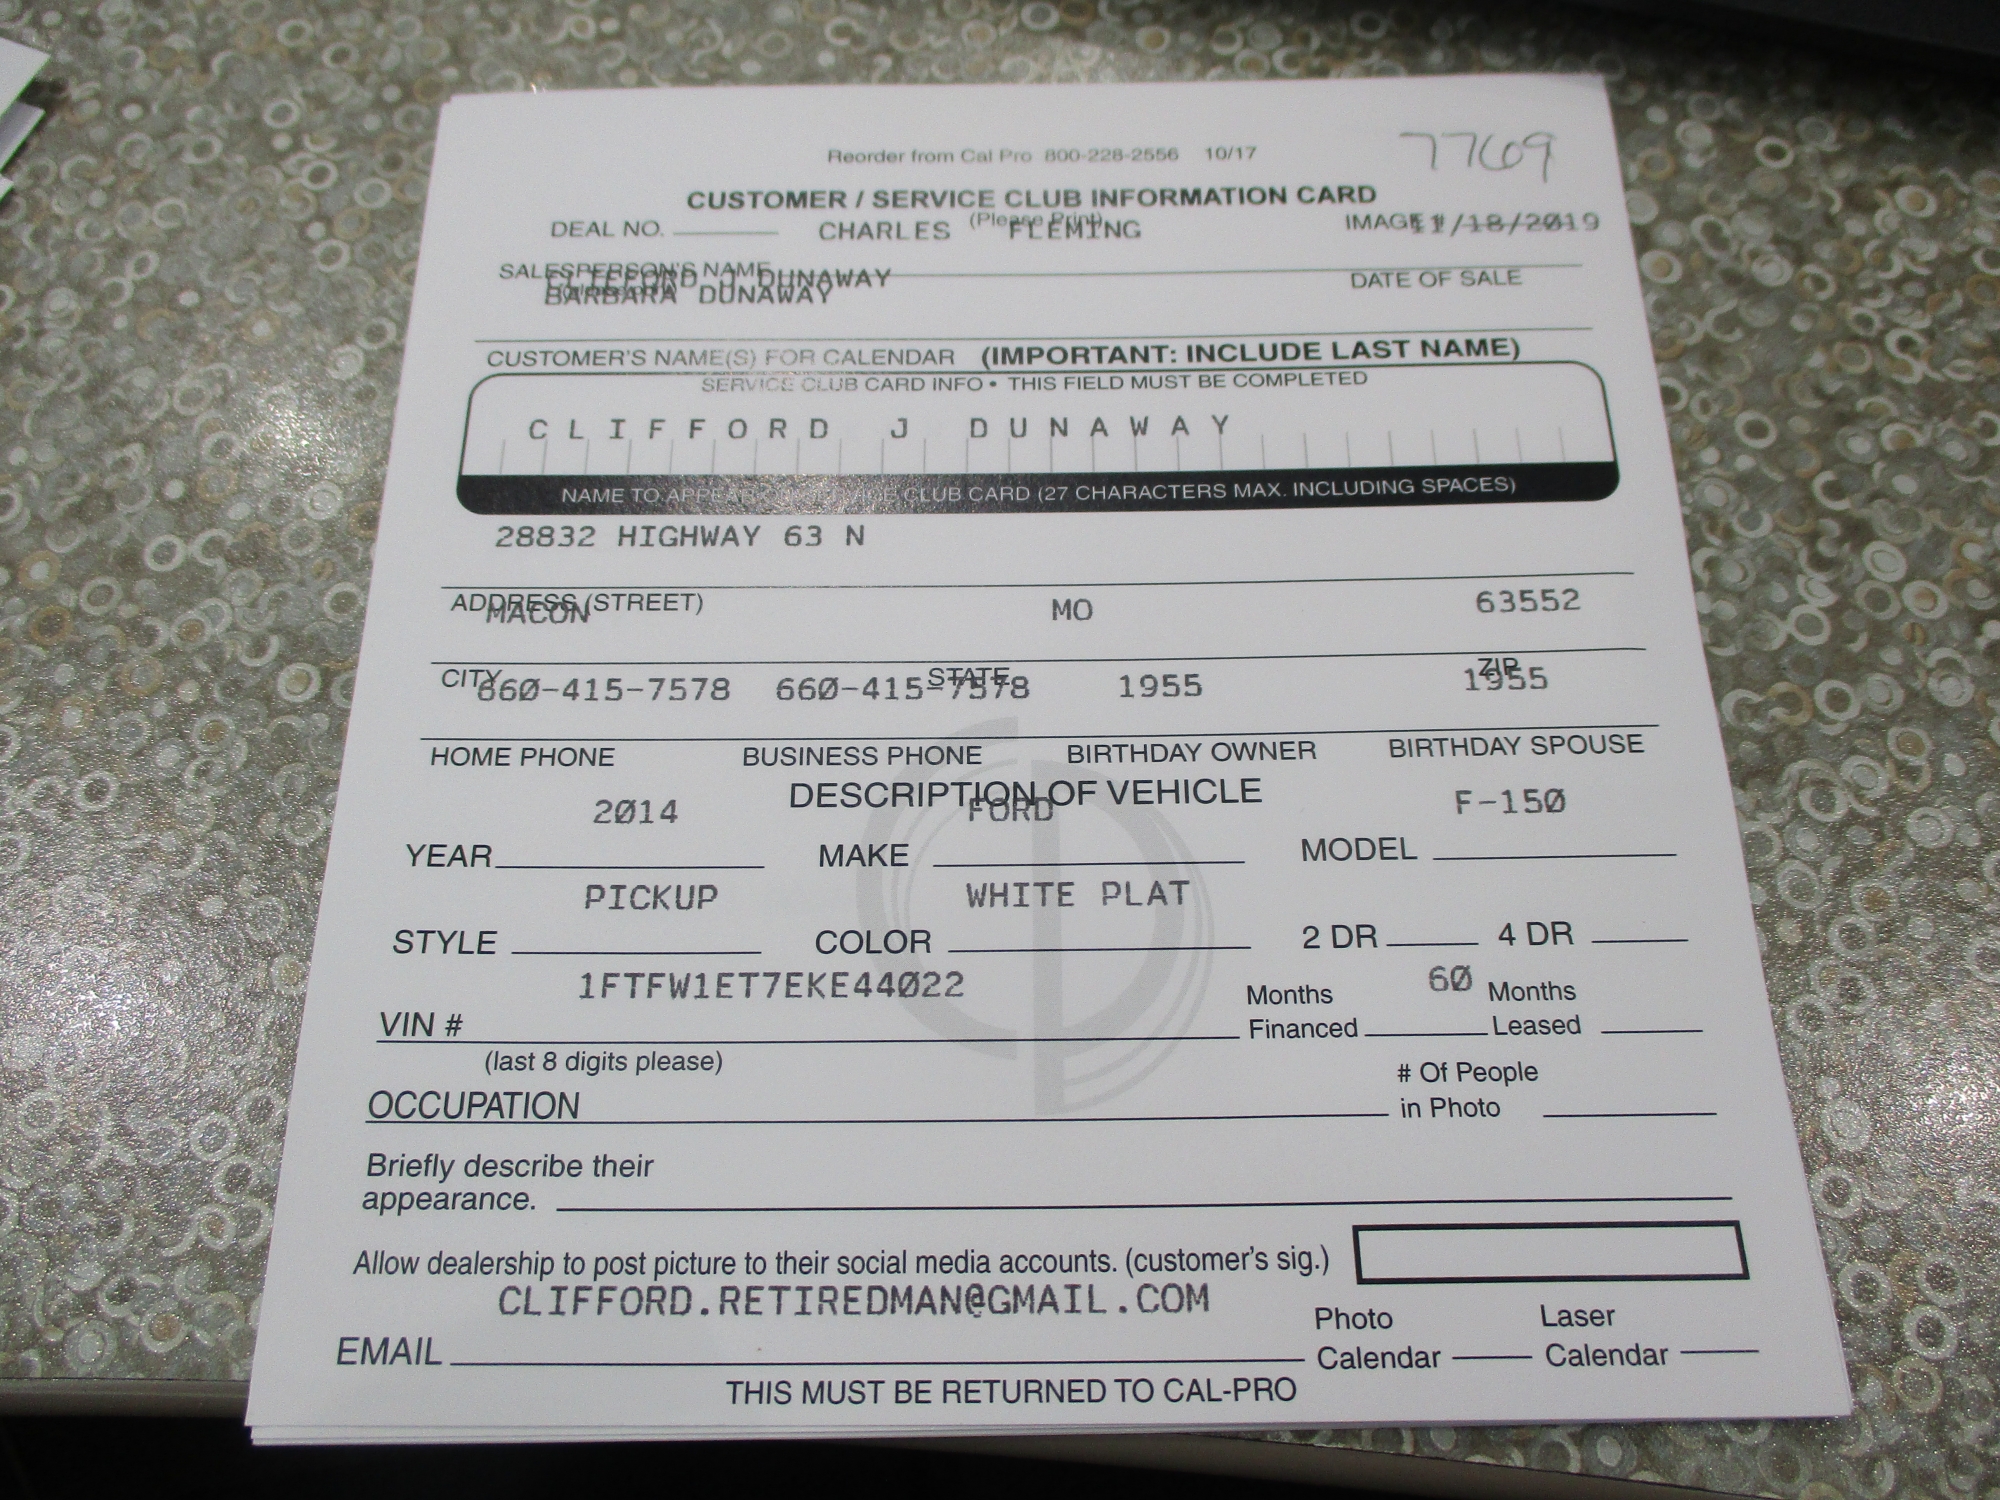 Reorder from Cal Pro 800-228-2556 10/17
7769
CUSTOMER / SERVICE CLUB INFORMATION CARD
(Please Print)
DEAL NO. CHARLES FLEMING IMAGE # 11/18/2019
SALESPERSON'S NAME DATE OF SALE
CLIFFORD J DUNAWAY
BARBARA DUNAWAY
CUSTOMER'S NAME(S) FOR CALENDAR (IMPORTANT: INCLUDE LAST NAME)
SERVICE CLUB CARD INFO • THIS FIELD MUST BE COMPLETED
CLIFFORD J DUNAWAY
NAME TO APPEAR ON SERVICE CLUB CARD (27 CHARACTERS MAX. INCLUDING SPACES)
28832 HIGHWAY 63 N
ADDRESS (STREET)
MACON MO 63552
CITY STATE ZIP
660-415-7578 660-415-7578 1955 1955
HOME PHONE BUSINESS PHONE BIRTHDAY OWNER BIRTHDAY SPOUSE
DESCRIPTION OF VEHICLE
2014 FORD F-150
YEAR MAKE MODEL
PICKUP WHITE PLAT
STYLE COLOR 2 DR 4 DR
1FTFW1ET7EKE44022 60
VIN # Months Financed Months Leased
(last 8 digits please)
OCCUPATION # Of People in Photo
Briefly describe their
appearance.
Allow dealership to post picture to their social media accounts. (customer's sig.)
CLIFFORD.RETIREDMAN@GMAIL.COM
EMAIL Photo Calendar Laser Calendar
THIS MUST BE RETURNED TO CAL-PRO